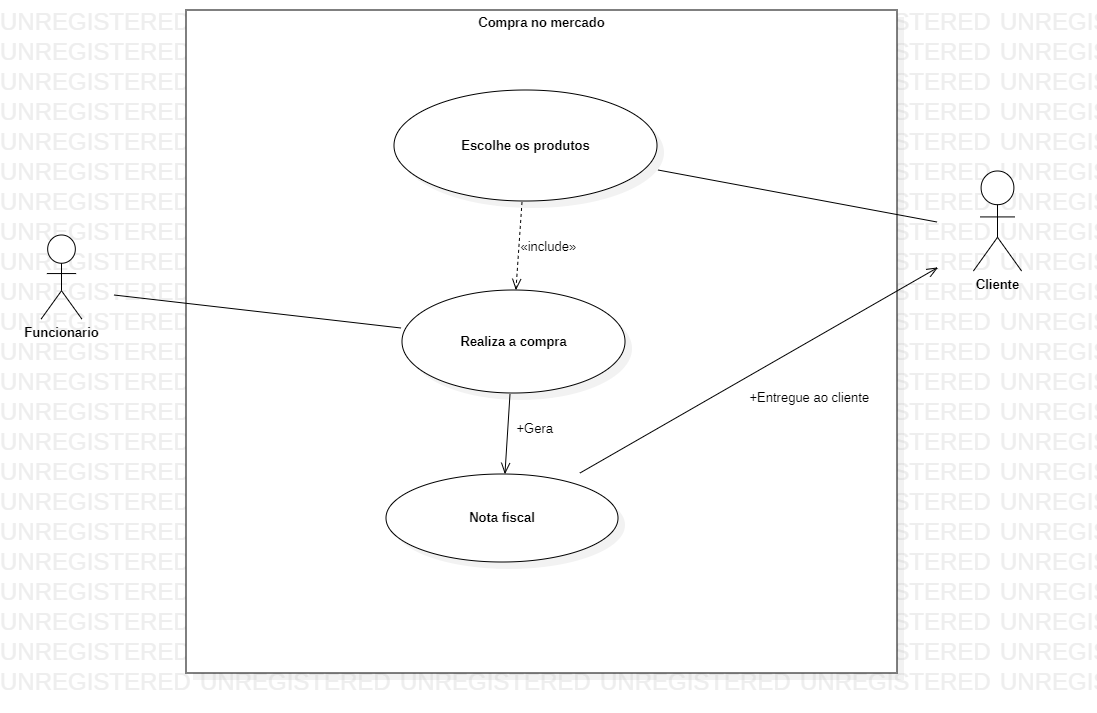 Compra no mercado
Escolhe os produtos
«include»
Cliente
Funcionario
Realiza a compra
+Entregue ao cliente
+Gera
Nota fiscal
UNREGISTERED UNREGISTERED UNREGISTERED UNREGISTERED UNREGISTERED UNREGIS